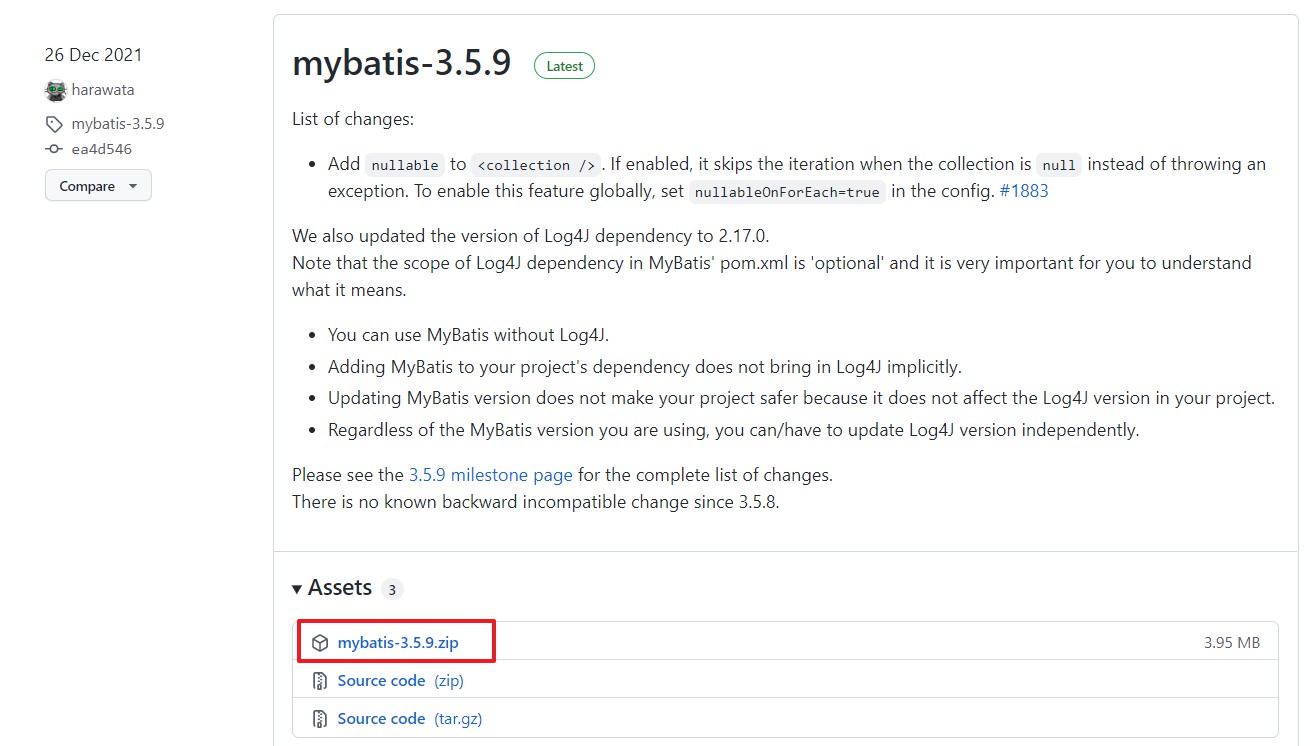 26 Dec 2021
harawata
mybatis-3.5.9
ea4d546
Compare
mybatis-3.5.9 Latest
List of changes:
Add nullable to <collection />. If enabled, it skips the iteration when the collection is null instead of throwing an
exception. To enable this feature globally, set nullableOnForEach=true in the config. #1883
We also updated the version of Log4J dependency to 2.17.0.
Note that the scope of Log4J dependency in MyBatis' pom.xml is 'optional' and it is very important for you to understand
what it means.
You can use MyBatis without Log4J.
Adding MyBatis to your project's dependency does not bring in Log4J implicitly.
Updating MyBatis version does not make your project safer because it does not affect the Log4J version in your project.
Regardless of the MyBatis version you are using, you can/have to update Log4J version independently.
Please see the 3.5.9 milestone page for the complete list of changes.
There is no known backward incompatible change since 3.5.8.
Assets 3
mybatis-3.5.9.zip 3.95 MB
Source code (zip)
Source code (tar.gz)